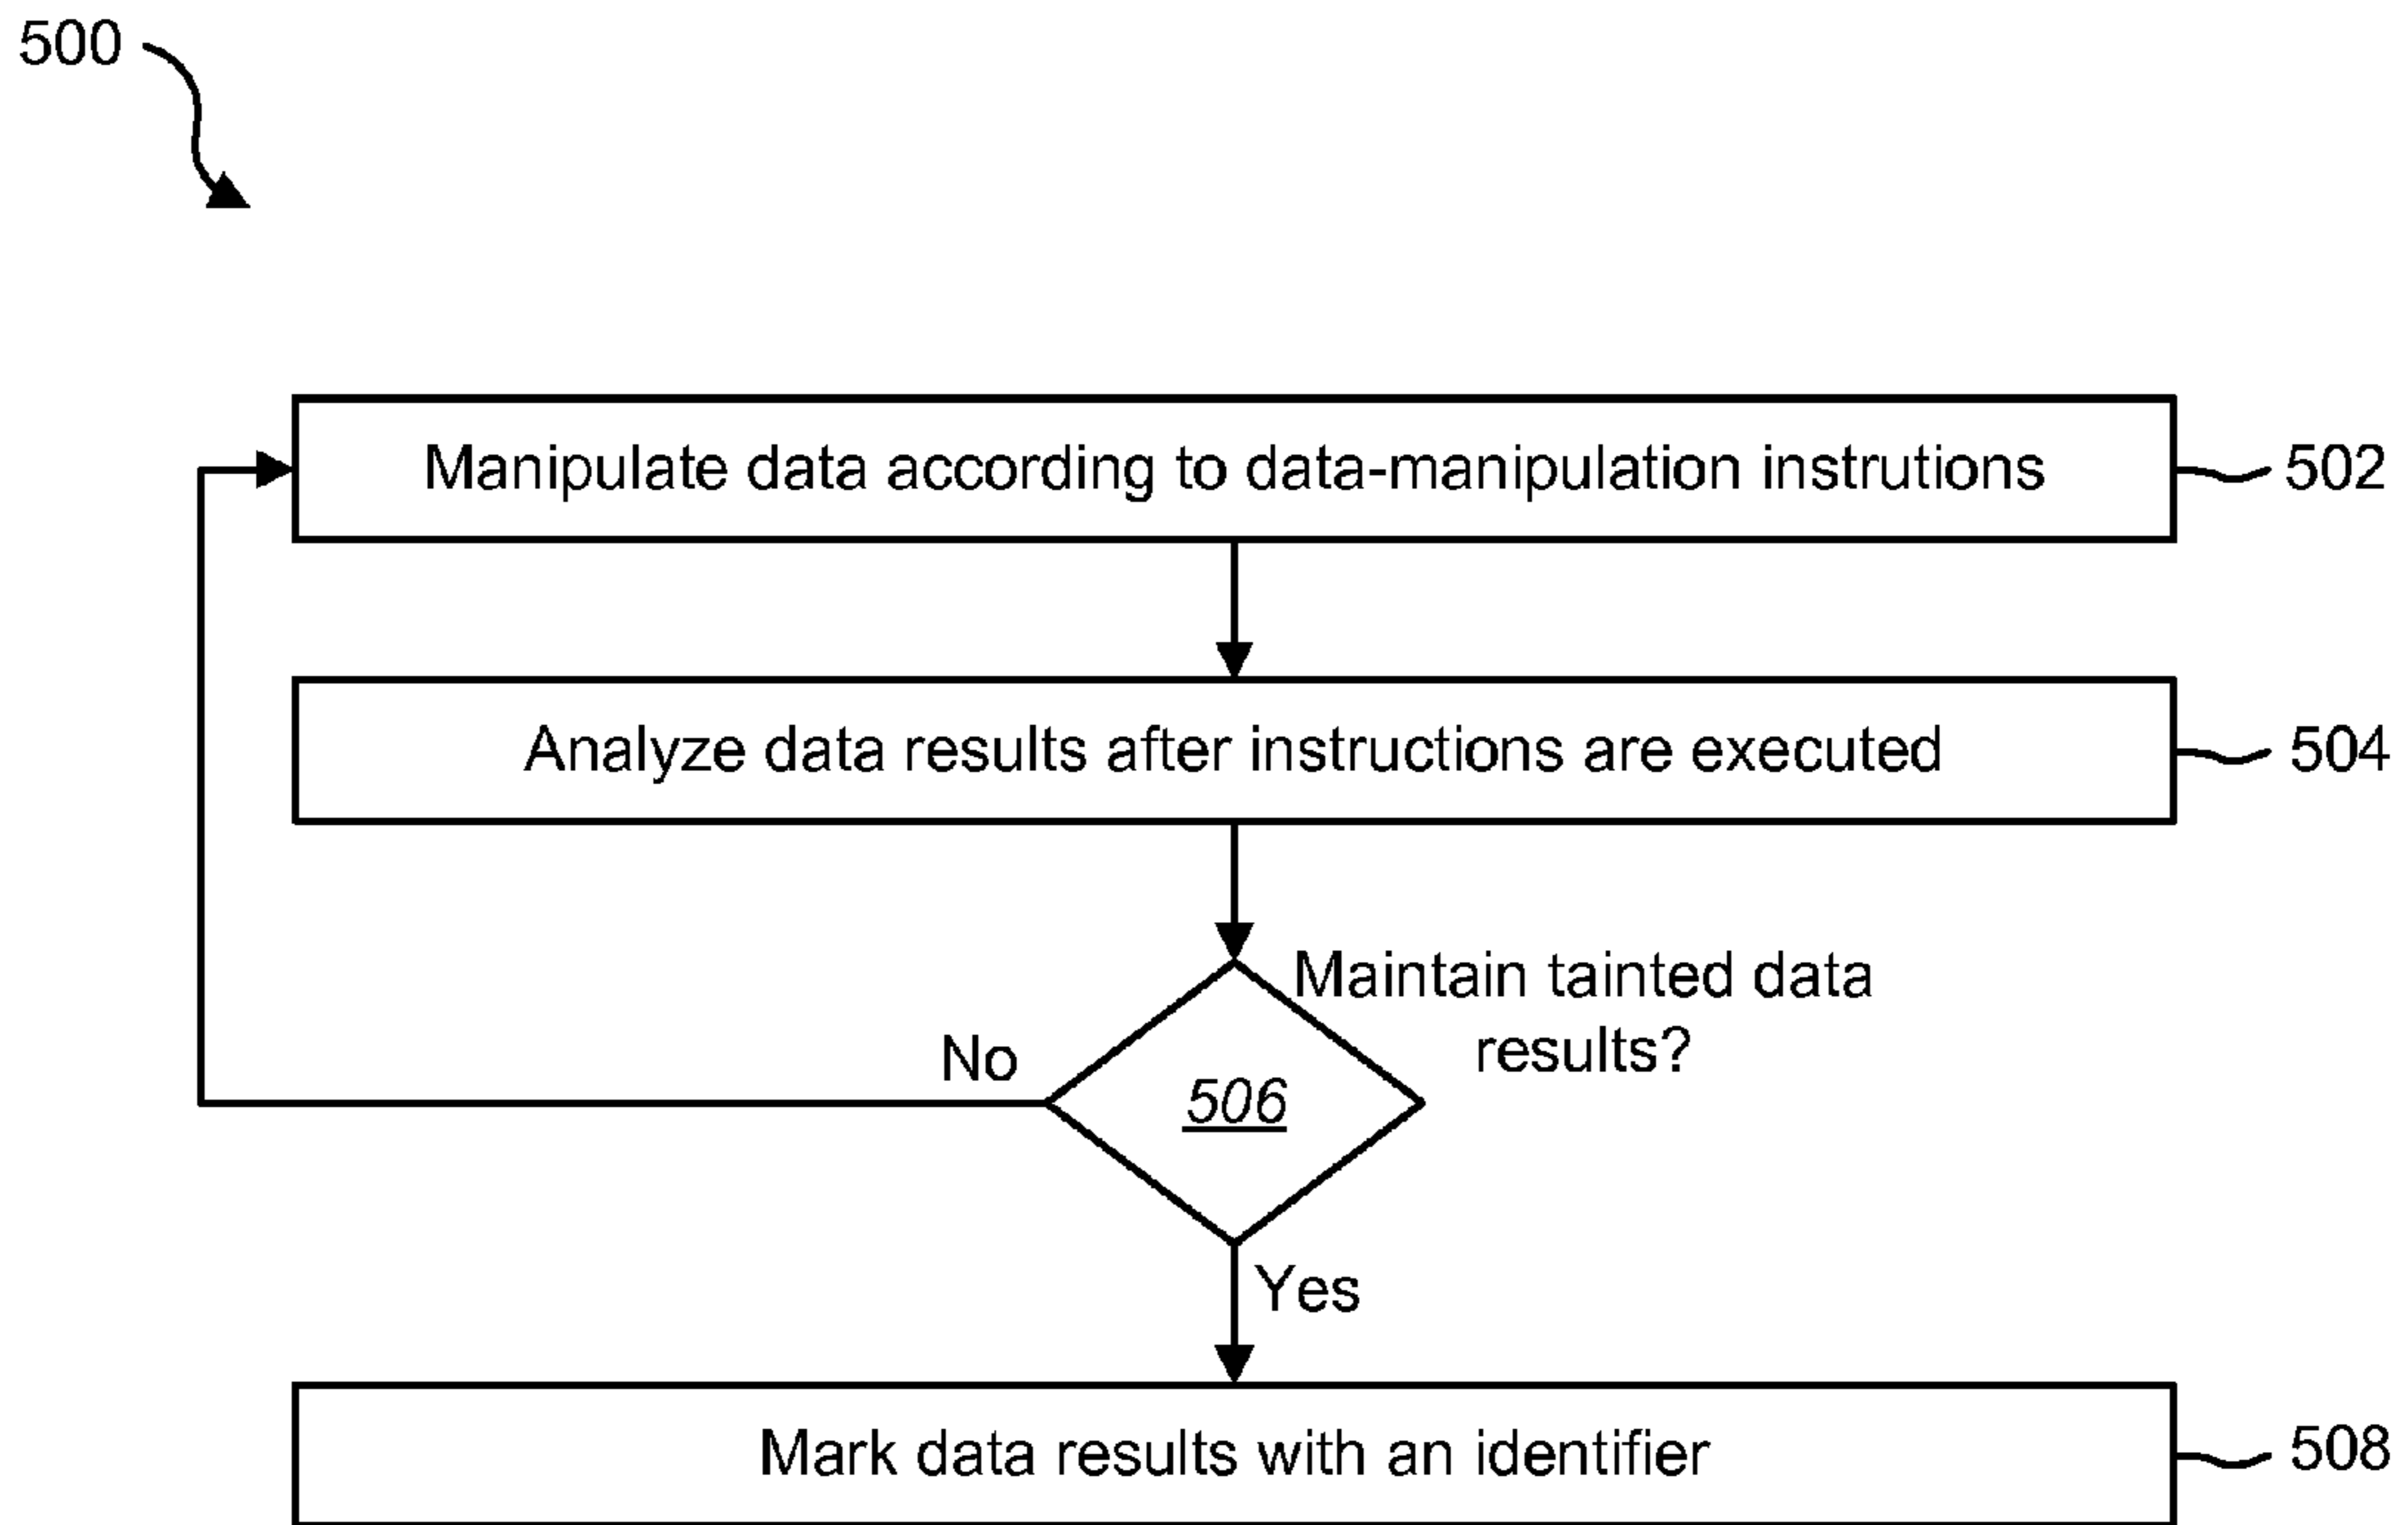 500
Manipulate data according to data-manipulation instrutions
502
Analyze data results after instructions are executed
504
Maintain tainted data
results?
No
506
Yes
Mark data results with an identifier
508